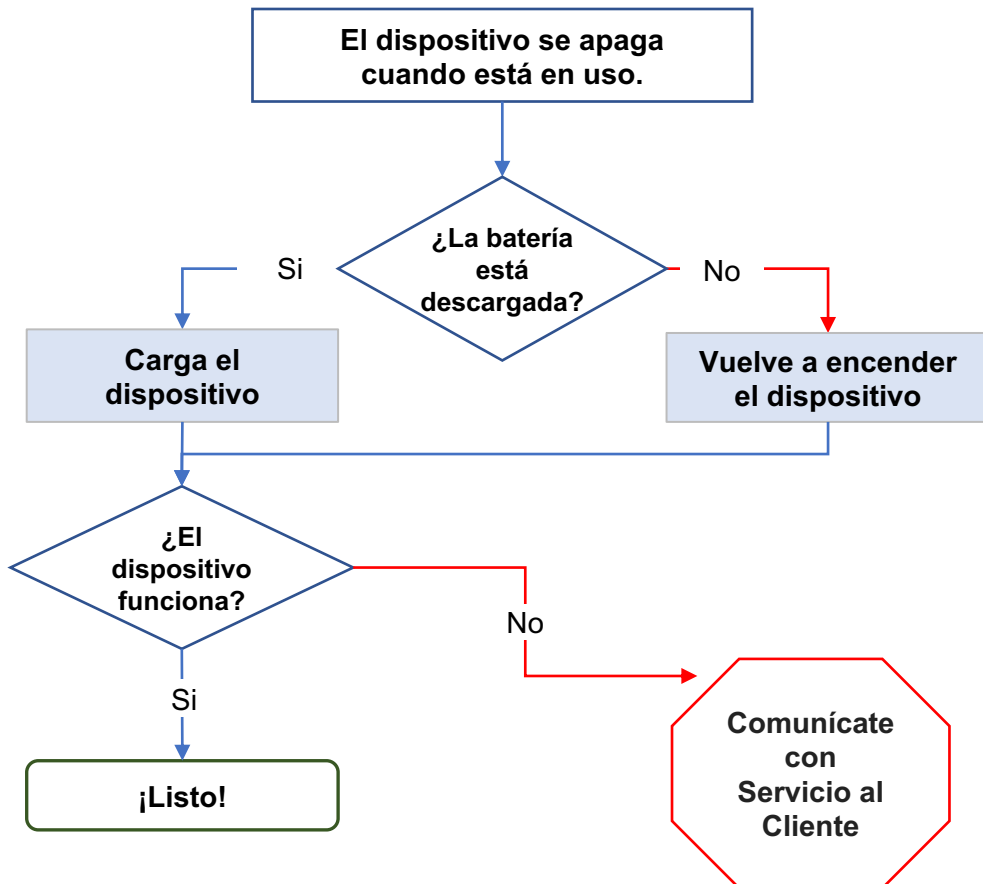 El dispositivo se apaga
cuando está en uso.
¿La batería
está
descargada?
Si
No
Carga el
dispositivo
Vuelve a encender
el dispositivo
¿El
dispositivo
funciona?
No
Si
¡Listo!
Comunícate
con
Servicio al
Cliente